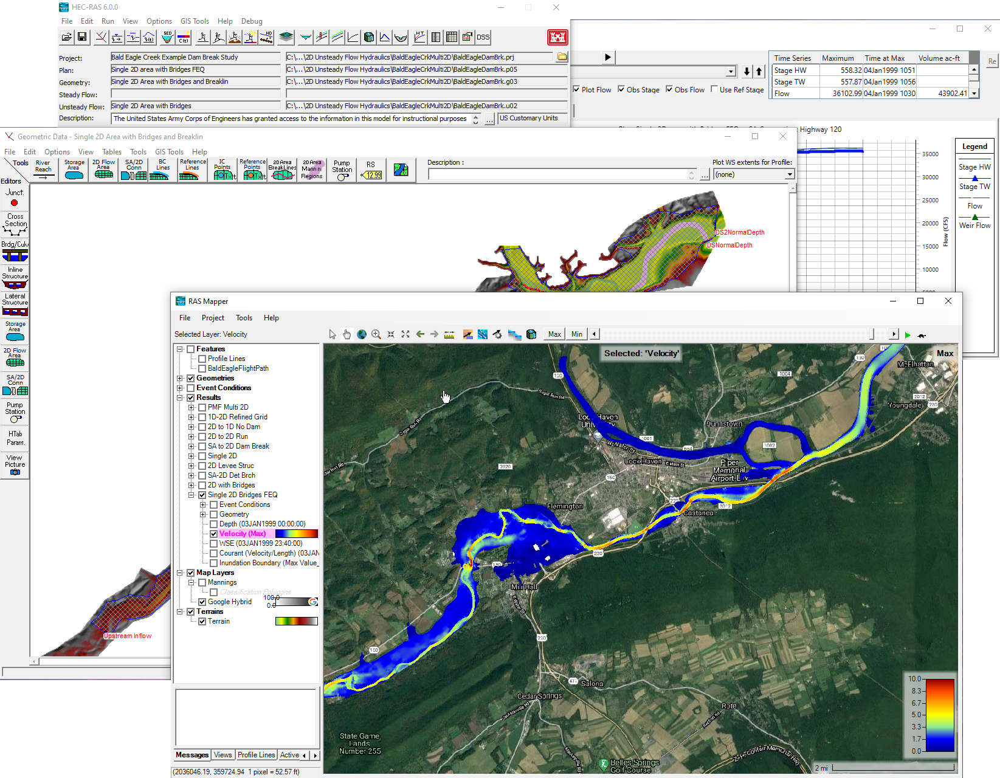 HEC-RAS 6.0.0
File Edit Run View Options GIS Tools Help Debug
SED
C(t)
HD
H T
DSS
Project: Bald Eagle Creek Example Dam Break Study C:\...\2D Unsteady Flow Hydraulics\BaldEagleCrkMulti2D\BaldEagleDamBrk.prj
Plan: Single 2D area with Bridges FEQ C:\...\2D Unsteady Flow Hydraulics\BaldEagleCrkMulti2D\BaldEagleDamBrk.p05
Geometry: Single 2D Area with Bridges and Breaklin C:\...\2D Unsteady Flow Hydraulics\BaldEagleCrkMulti2D\BaldEagleDamBrk.g03
Steady Flow:
Unsteady Flow: Single 2D Area with Bridges C:\...\2D Unsteady Flow Hydraulics\BaldEagleCrkMulti2D\BaldEagleDamBrk.u02
Description: The United States Army Corps of Engineers has granted access to the information in this model for instructional purposes ... US Customary Units
Time Series Maximum Time at Max Volume ac-ft
Stage HW 558.32 04Jan1999 1051
Stage TW 557.87 04Jan1999 1056
Flow 36102.99 04Jan1999 1030 43902.41
Re
Plot Flow Obs Stage Obs Flow Use Ref Stage
Highway 120
35000
30000
25000
20000
15000
10000
Flow (CFS)
Legend
Stage HW
Stage TW
Flow
Weir Flow
Geometric Data - Single 2D Area with Bridges and Breaklin
File Edit Options View Tables Tools GIS Tools Help
Tools
Editors
River Reach
Storage Area
2D Flow Area
SA/2D Conn
BC Lines
Reference Lines
IC Points
Reference Points
2D Area BreakLines
2D Area Mann n Regions
Pump Station
RS
12.99
Description :
...
Plot WS extents for Profile:
(none)
Junct.
Cross Section
Brdg/Culv
Inline Structure
Lateral Structure
Storage Area
2D Flow Area
SA/2D Conn
Pump Station
HTab Param.
View Picture
DS2NormalDepth
DSNormalDepth
Upstream Inflow
RAS Mapper
File Project Tools Help
Selected Layer: Velocity
Max Min
Features
Profile Lines
BaldEagleFlightPath
Geometries
Event Conditions
Results
PMF Multi 2D
1D-2D Refined Grid
2D to 1D No Dam
2D to 2D Run
SA to 2D Dam Break
Single 2D
2D Levee Struc
SA-2D Det Brch
2D with Bridges
Single 2D Bridges FEQ
Event Conditions
Geometry
Depth (03JAN1999 00:00:00)
Velocity (Max)
WSE (03JAN1999 23:40:00)
Courant (Velocity/Length) (03JAN
Inundation Boundary (Max Value_
Map Layers
Mannings
Classification Polygons
Google Hybrid 100.0 0.0 G
Terrains
Terrain
Messages Views Profile Lines Active
(2036046.19, 359724.94 1 pixel = 52.57 ft)
Selected: 'Velocity'
Max
150
McElhattan
1004
120
Sugar Run Rd
2012
Youngdale
220
Sugar Run Rd
Lock Haven
Dunnstown
1001
W Water St
664
1002
Lock Haven
E Main St
Piper Memorial Airport-
2020
150
220
2012
Flemington
Castanea
220
150
Mill Hall
220
150
477
Salona
Cedar Springs
Jacksonville Rd
Rote
Auction Rd
State Game Lands Number 255
Belles Springs Golf Course
10.0
8.3
6.7
5.0
3.3
1.7
0.0
2 mi